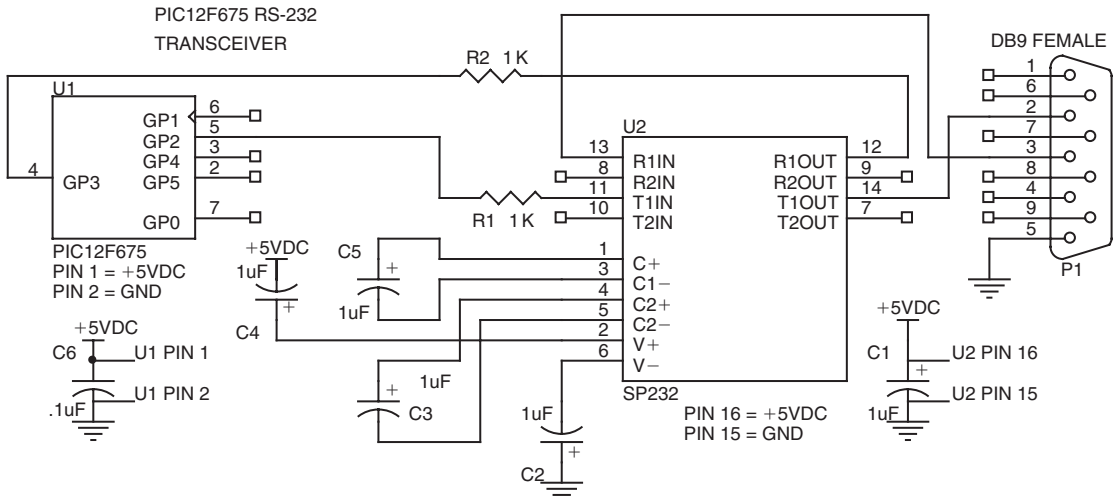 PIC12F675 RS-232
TRANSCEIVER
DB9 FEMALE
R2 1K
U1
GP1 6
GP2 5
GP4 3
GP5 2
GP0 7
4 GP3
PIC12F675
PIN 1 = +5VDC
PIN 2 = GND
R1 1K
U2
13 R1IN
8 R2IN
11 T1IN
10 T2IN
R1OUT 12
R2OUT 9
T1OUT 14
T2OUT 7
1 C+
3 C1−
4 C2+
5 C2−
2 V+
6 V−
SP232
PIN 16 = +5VDC
PIN 15 = GND
1
6
2
7
3
8
4
9
5
P1
+5VDC
1uF
+
C4
C5
+
1uF
+
1uF
C3
1uF
+
C2
+5VDC
C6
U1 PIN 1
U1 PIN 2
.1uF
+5VDC
C1
U2 PIN 16
+
U2 PIN 15
1uF